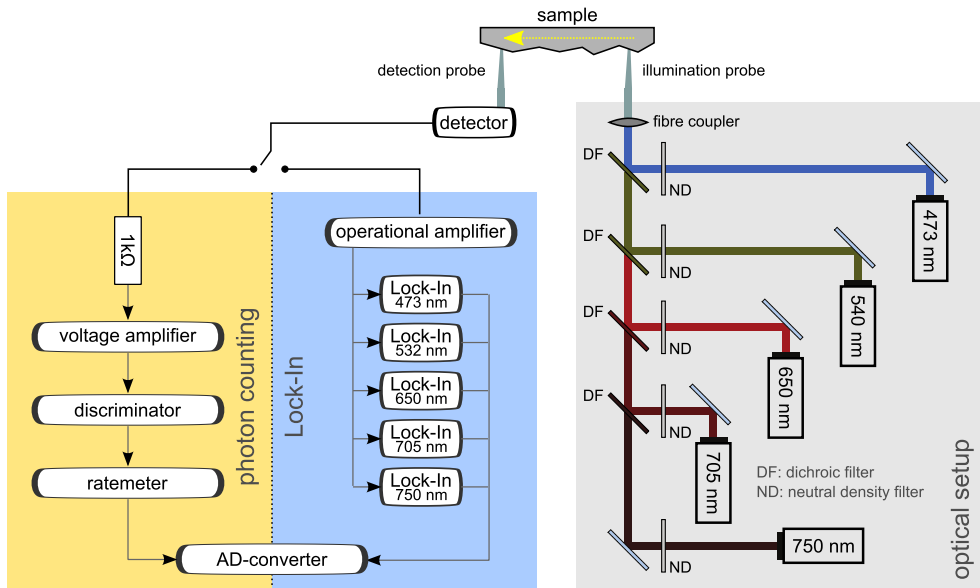 sample
detection probe
illumination probe
detector
fibre coupler
DF
ND
473 nm
1kΩ
operational amplifier
DF
ND
540 nm
Lock-In
473 nm
voltage amplifier
Lock-In
532 nm
DF
ND
650 nm
Lock-In
650 nm
discriminator
Lock-In
705 nm
DF
ND
705 nm
ratemeter
Lock-In
750 nm
photon counting
Lock-In
DF: dichroic filter
ND: neutral density filter
AD-converter
750 nm
ND
optical setup